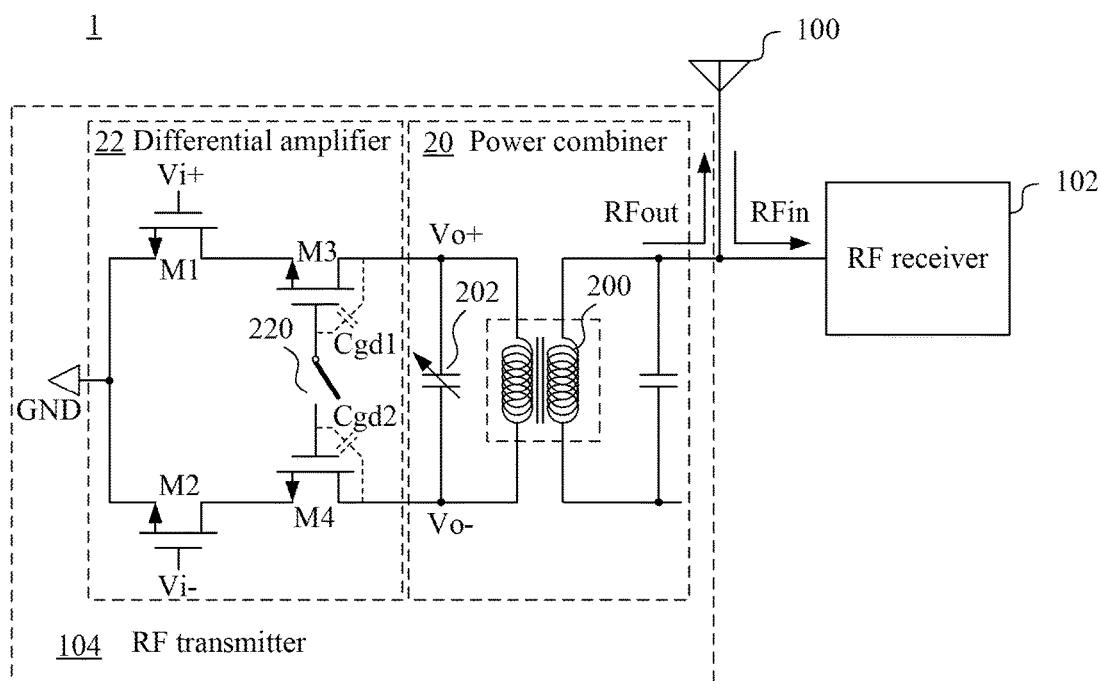 1
100
22 Differential amplifier
20 Power combiner
Vi+
RFout
RFin
102
M1
M3
Vo+
RF receiver
202
200
220
Cgd1
GND
Cgd2
M2
M4
Vo-
Vi-
104 RF transmitter